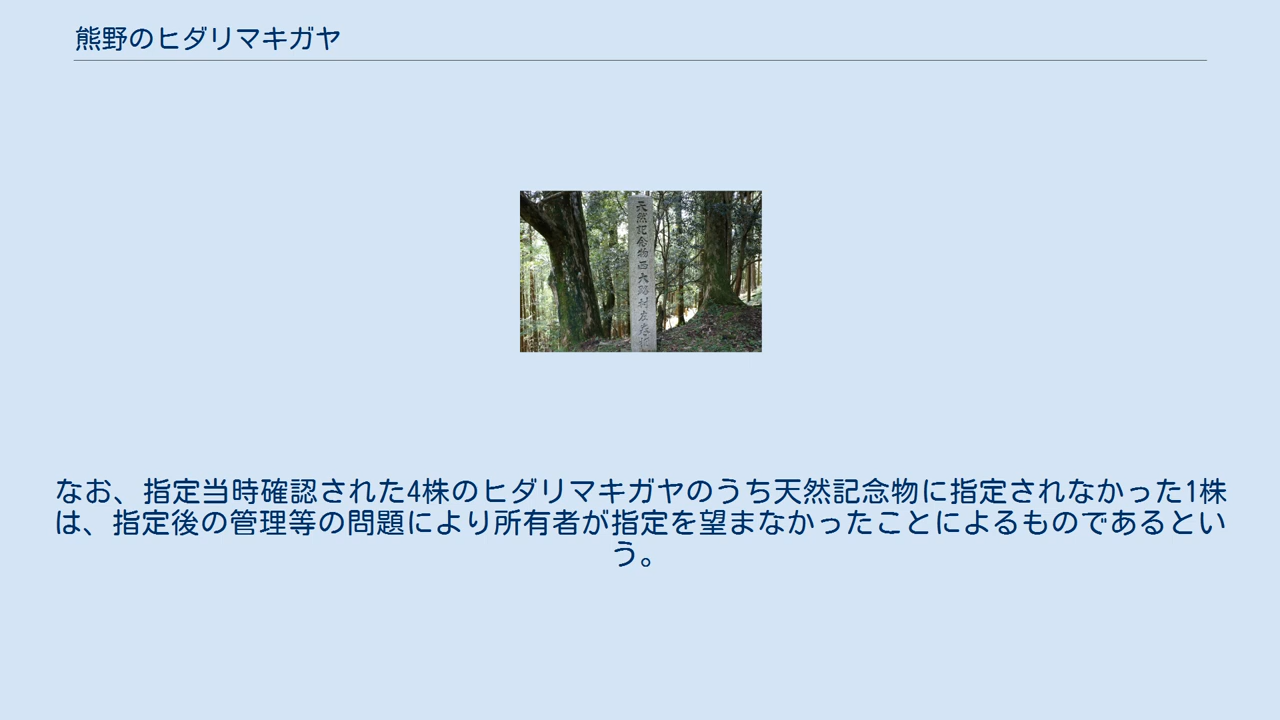 熊野のヒダリマキガヤ
天然記念物西大路村
なお、指定当時確認された4株のヒダリマキガヤのうち天然記念物に指定されなかった1株
は、指定後の管理等の問題により所有者が指定を望まなかったことによるものであるとい
う。